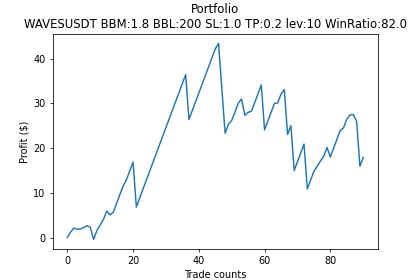 Portfolio
WAVESUSDT BBM:1.8 BBL:200 SL:1.0 TP:0.2 lev:10 WinRatio:82.0
40
30
20
10
0
Profit ($)
0 20 40 60 80
Trade counts